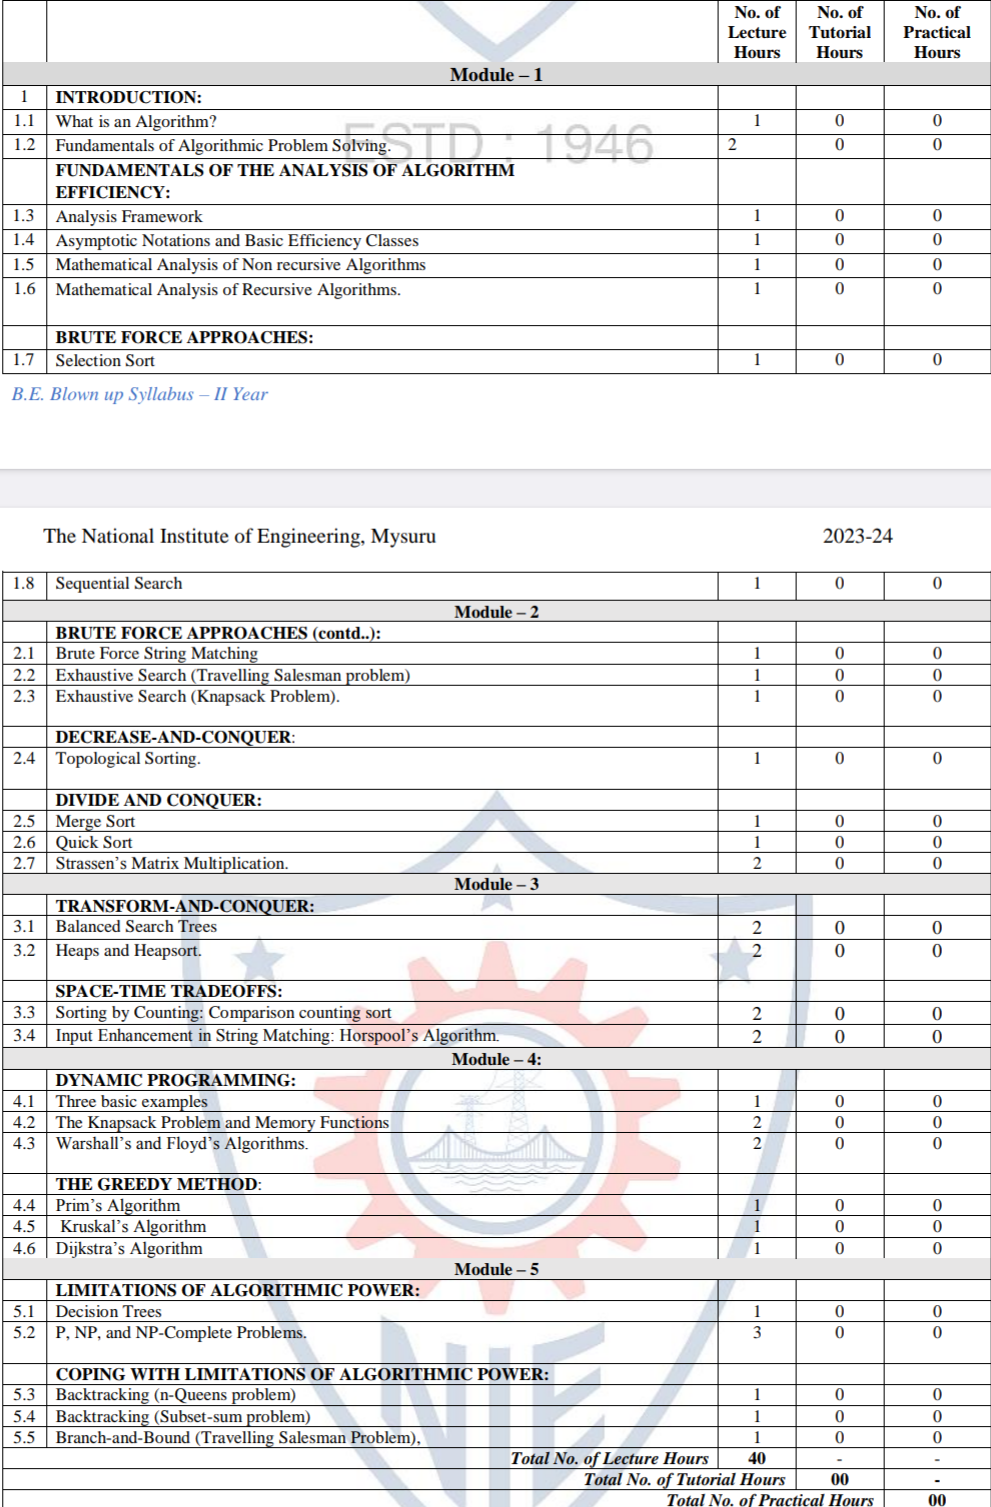 No. of Lecture Hours No. of Tutorial Hours No. of Practical Hours
Module – 1
1 INTRODUCTION:
1.1 What is an Algorithm? 1 0 0
1.2 Fundamentals of Algorithmic Problem Solving. 2 0 0
ESTD : 1946
FUNDAMENTALS OF THE ANALYSIS OF ALGORITHM
EFFICIENCY:
1.3 Analysis Framework 1 0 0
1.4 Asymptotic Notations and Basic Efficiency Classes 1 0 0
1.5 Mathematical Analysis of Non recursive Algorithms 1 0 0
1.6 Mathematical Analysis of Recursive Algorithms. 1 0 0
BRUTE FORCE APPROACHES:
1.7 Selection Sort 1 0 0
B.E. Blown up Syllabus – II Year
The National Institute of Engineering, Mysuru 2023-24
1.8 Sequential Search 1 0 0
Module – 2
BRUTE FORCE APPROACHES (contd..):
2.1 Brute Force String Matching 1 0 0
2.2 Exhaustive Search (Travelling Salesman problem) 1 0 0
2.3 Exhaustive Search (Knapsack Problem). 1 0 0
DECREASE-AND-CONQUER:
2.4 Topological Sorting. 1 0 0
DIVIDE AND CONQUER:
2.5 Merge Sort 1 0 0
2.6 Quick Sort 1 0 0
2.7 Strassen's Matrix Multiplication. 2 0 0
Module – 3
TRANSFORM-AND-CONQUER:
3.1 Balanced Search Trees 2 0 0
3.2 Heaps and Heapsort. 2 0 0
SPACE-TIME TRADEOFFS:
3.3 Sorting by Counting: Comparison counting sort 2 0 0
3.4 Input Enhancement in String Matching: Horspool's Algorithm. 2 0 0
Module – 4:
DYNAMIC PROGRAMMING:
4.1 Three basic examples 1 0 0
4.2 The Knapsack Problem and Memory Functions 2 0 0
4.3 Warshall's and Floyd's Algorithms. 2 0 0
THE GREEDY METHOD:
4.4 Prim's Algorithm 1 0 0
4.5 Kruskal's Algorithm 1 0 0
4.6 Dijkstra's Algorithm 1 0 0
Module – 5
LIMITATIONS OF ALGORITHMIC POWER:
5.1 Decision Trees 1 0 0
5.2 P, NP, and NP-Complete Problems. 3 0 0
COPING WITH LIMITATIONS OF ALGORITHMIC POWER:
5.3 Backtracking (n-Queens problem) 1 0 0
5.4 Backtracking (Subset-sum problem) 1 0 0
5.5 Branch-and-Bound (Travelling Salesman Problem), 1 0 0
NIE
Total No. of Lecture Hours 40 - -
Total No. of Tutorial Hours 00 -
Total No. of Practical Hours 00